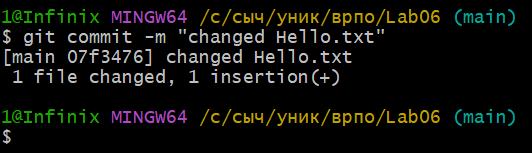 1@Infinix MINGW64 /c/сыч/уник/врпо/Lab06 (main)
$ git commit -m "changed Hello.txt"
[main 07f3476] changed Hello.txt
 1 file changed, 1 insertion(+)
1@Infinix MINGW64 /c/сыч/уник/врпо/Lab06 (main)
$